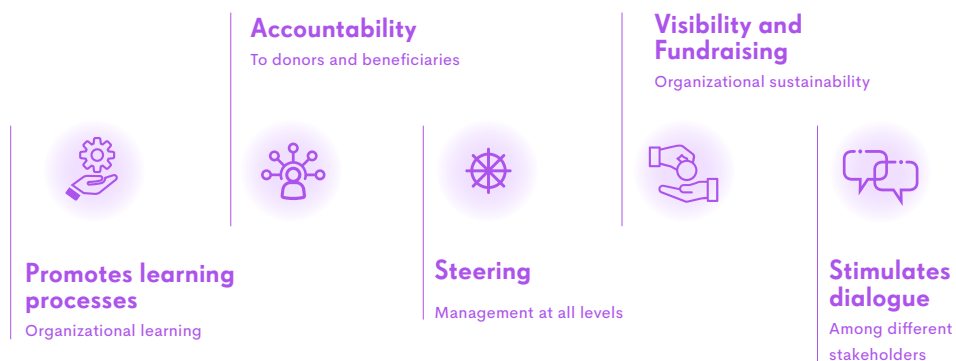 Accountability
To donors and beneficiaries
Visibility and
Fundraising
Organizational sustainability
Promotes learning
processes
Organizational learning
Steering
Management at all levels
Stimulates
dialogue
Among different
stakeholders